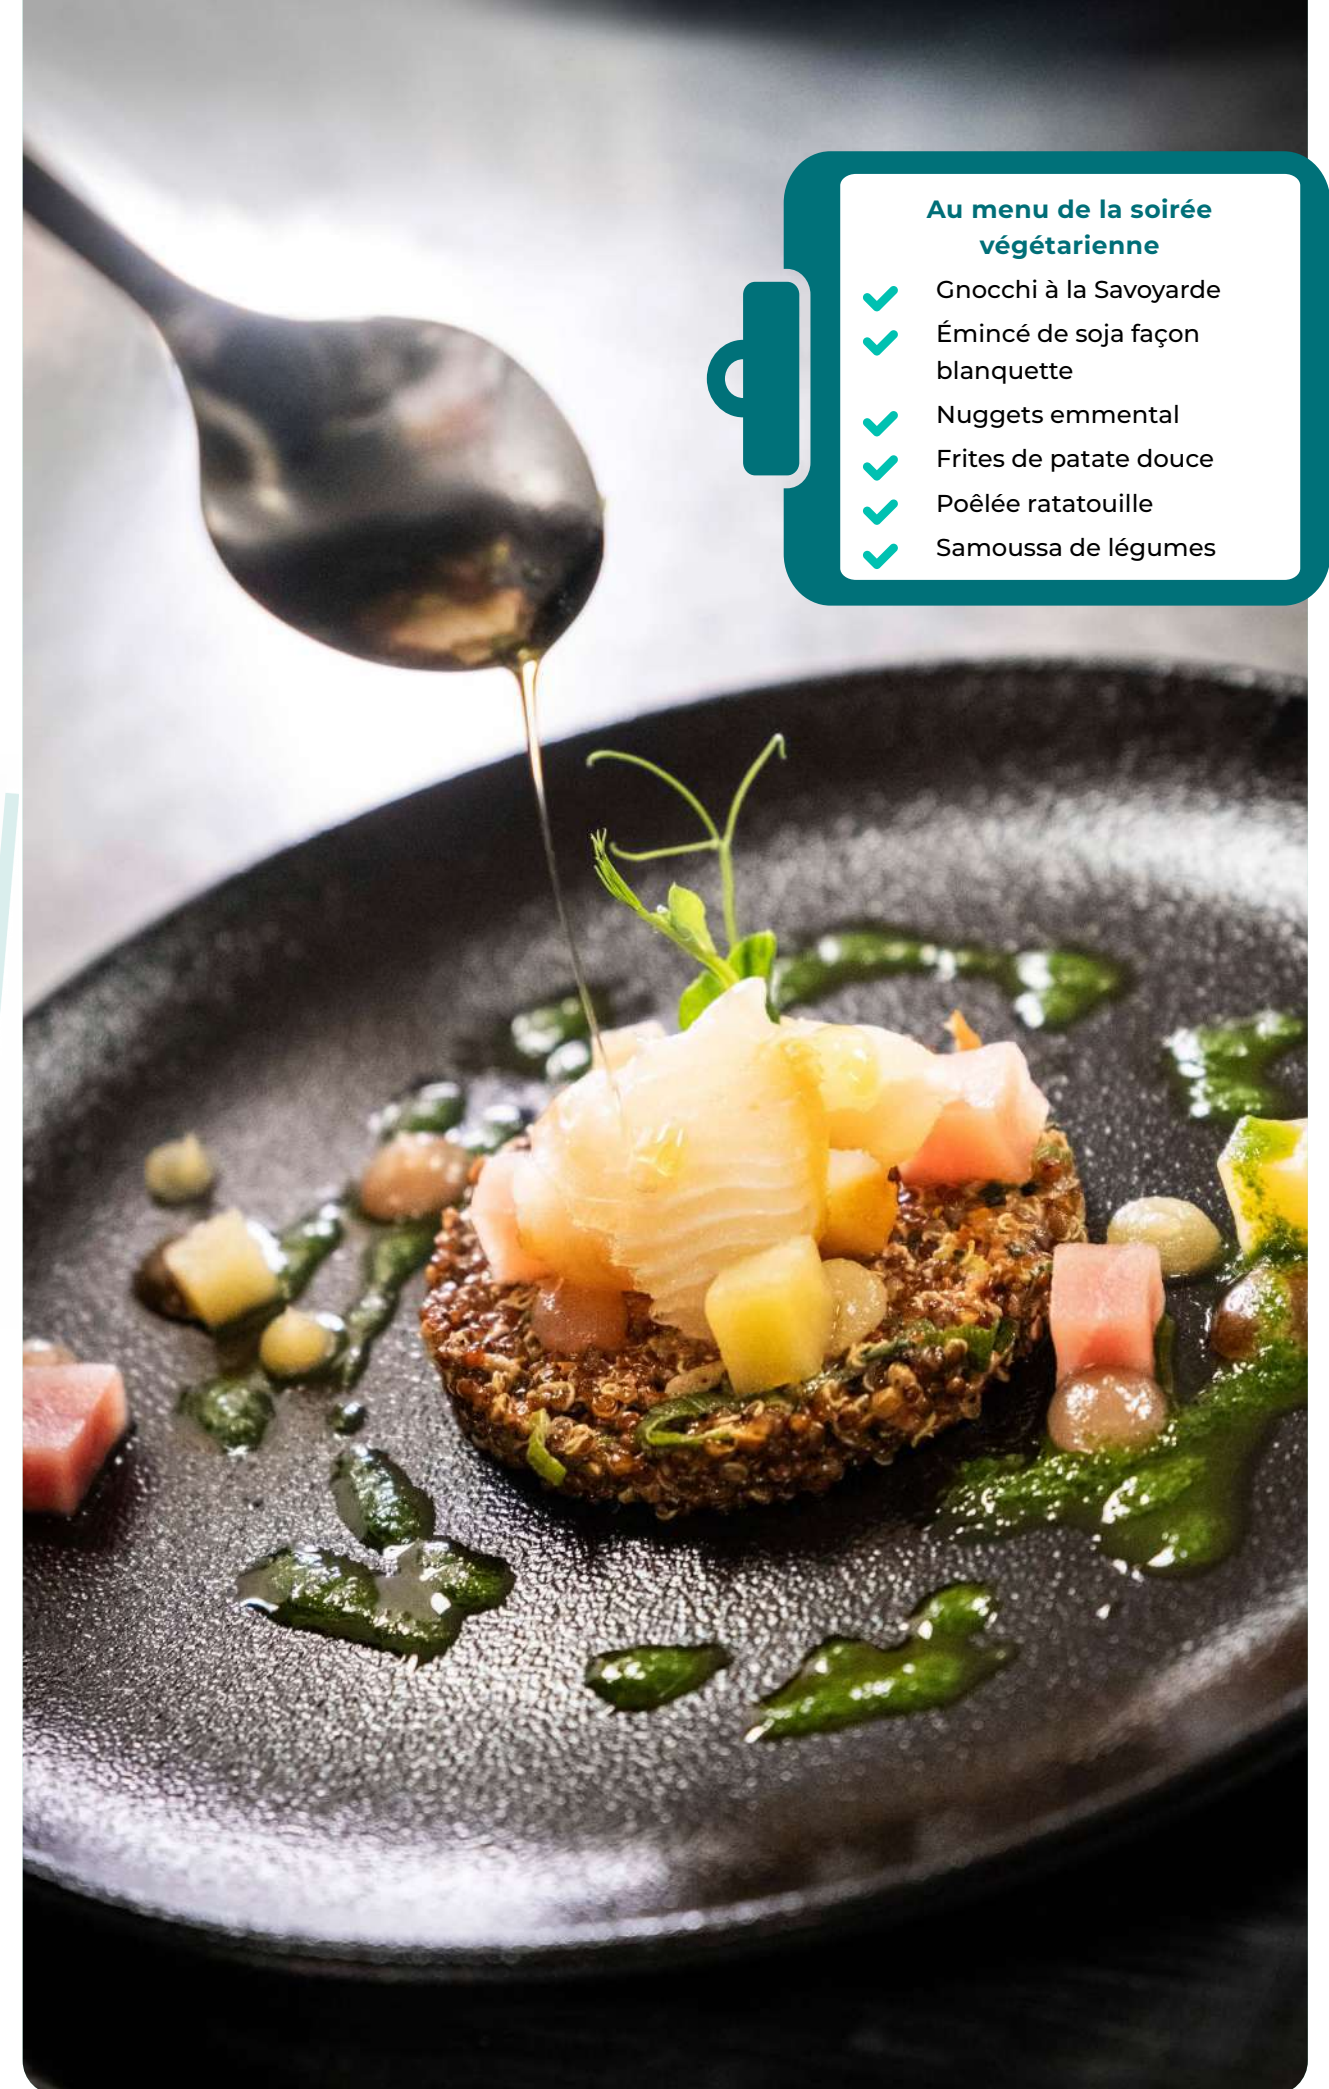 Au menu de la soirée
végétarienne
Gnocchi à la Savoyarde
Émincé de soja façon
blanquette
Nuggets emmental
Frites de patate douce
Poêlée ratatouille
Samoussa de légumes